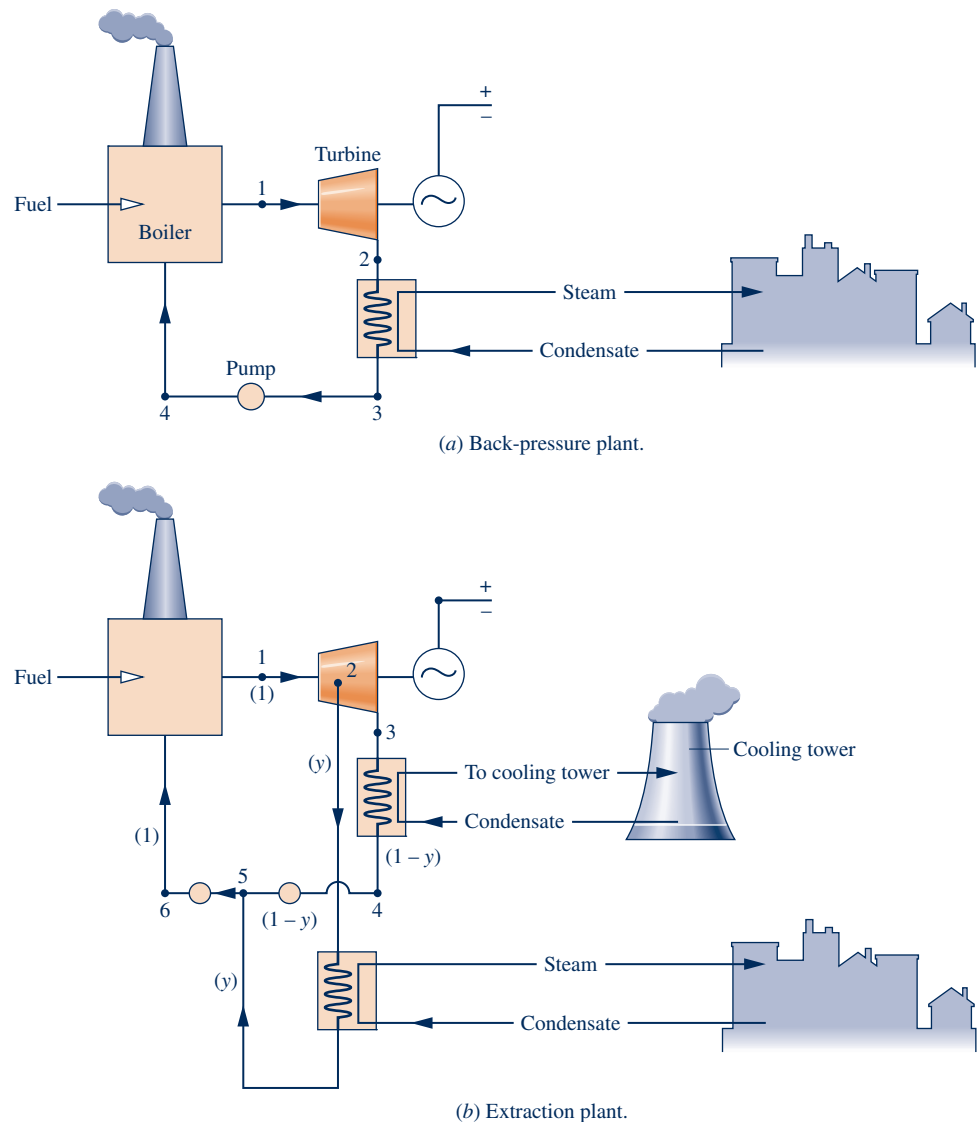 +
−
Turbine
1
Fuel
Boiler
2
Steam
Condensate
Pump
4
3
(a) Back-pressure plant.
+
−
1
2
Fuel
(1)
3
Cooling tower
(y)
To cooling tower
Condensate
(1)
(1 – y)
5
6
(1 – y)
4
(y)
Steam
Condensate
(b) Extraction plant.